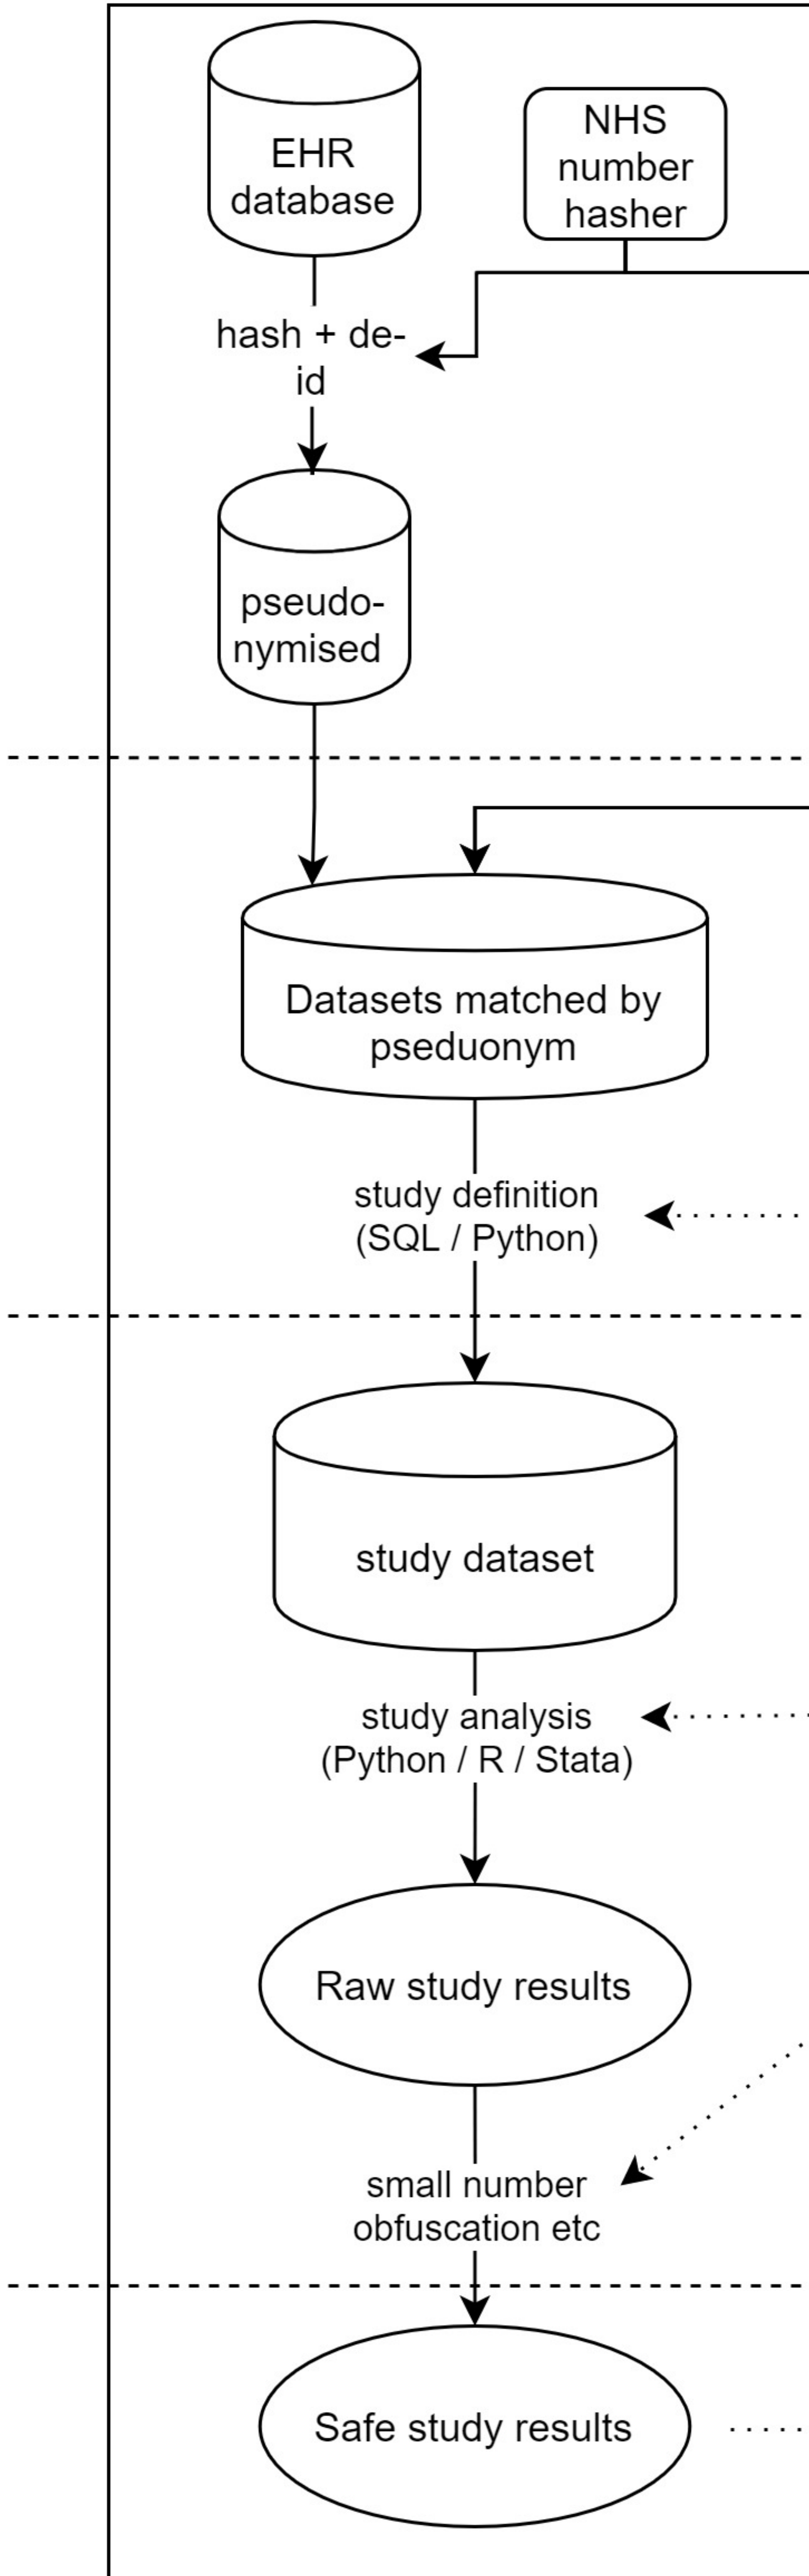 EHR
database
NHS
number
hasher
hash + de-
id
pseudo-
nymised
Datasets matched by
pseduonym
study definition
(SQL / Python)
study dataset
study analysis
(Python / R / Stata)
Raw study results
small number
obfuscation etc
Safe study results